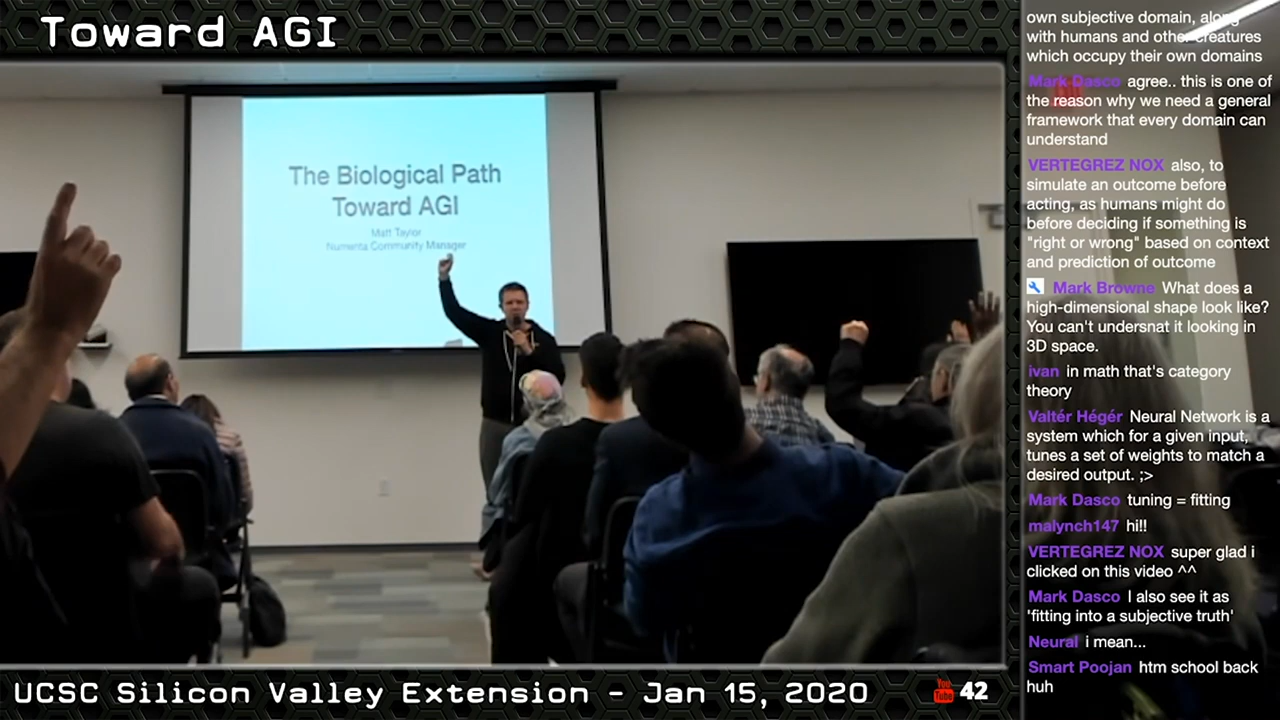 Toward AGI
The Biological Path
Toward AGI
Matt Taylor
Numenta Community Manager
UCSC Silicon Valley Extension - Jan 15, 2020
You
Tube
42
own subjective domain, along
with humans and other creatures
which occupy their own domains
Mark Dasco agree.. this is one of
the reason why we need a general
framework that every domain can
understand
VERTEGREZ NOX also, to
simulate an outcome before
acting, as humans might do
before deciding if something is
"right or wrong" based on context
and prediction of outcome
Mark Browne What does a
high-dimensional shape look like?
You can't undersnat it looking in
3D space.
ivan in math that's category
theory
Valtér Hégér Neural Network is a
system which for a given input,
tunes a set of weights to match a
desired output. ;>
Mark Dasco tuning = fitting
malynch147 hi!!
VERTEGREZ NOX super glad i
clicked on this video ^^
Mark Dasco I also see it as
'fitting into a subjective truth'
Neural i mean...
Smart Poojan htm school back
huh